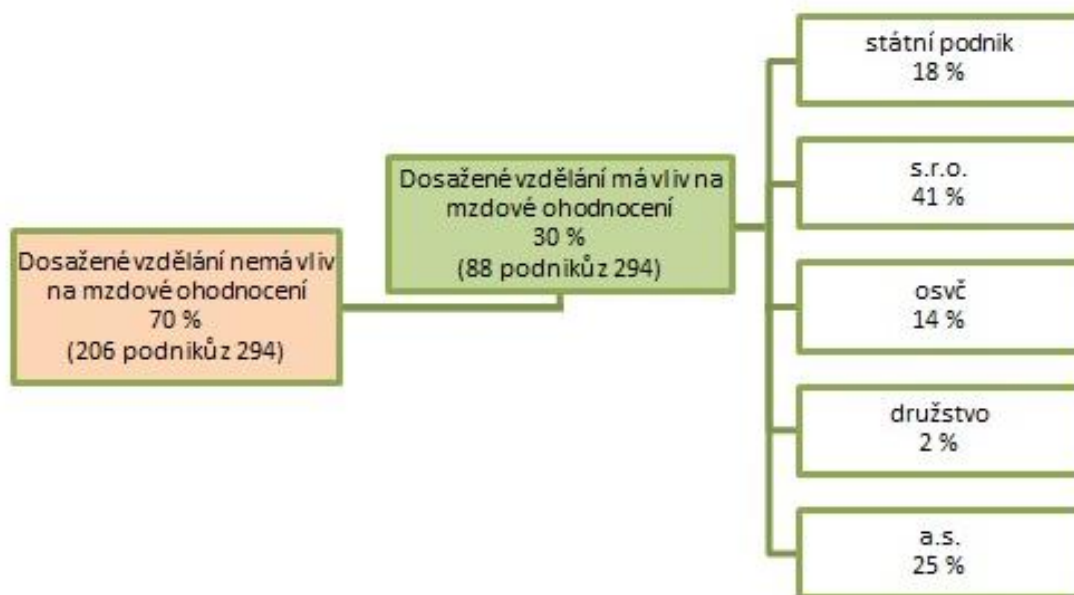 Dosažené vzdělání nemá vliv
na mzdové ohodnocení
70 %
(206 podniků z 294)
Dosažené vzdělání má vliv na
mzdové ohodnocení
30 %
(88 podniků z 294)
státní podnik
18 %
s.r.o.
41 %
osvč
14 %
družstvo
2 %
a.s.
25 %